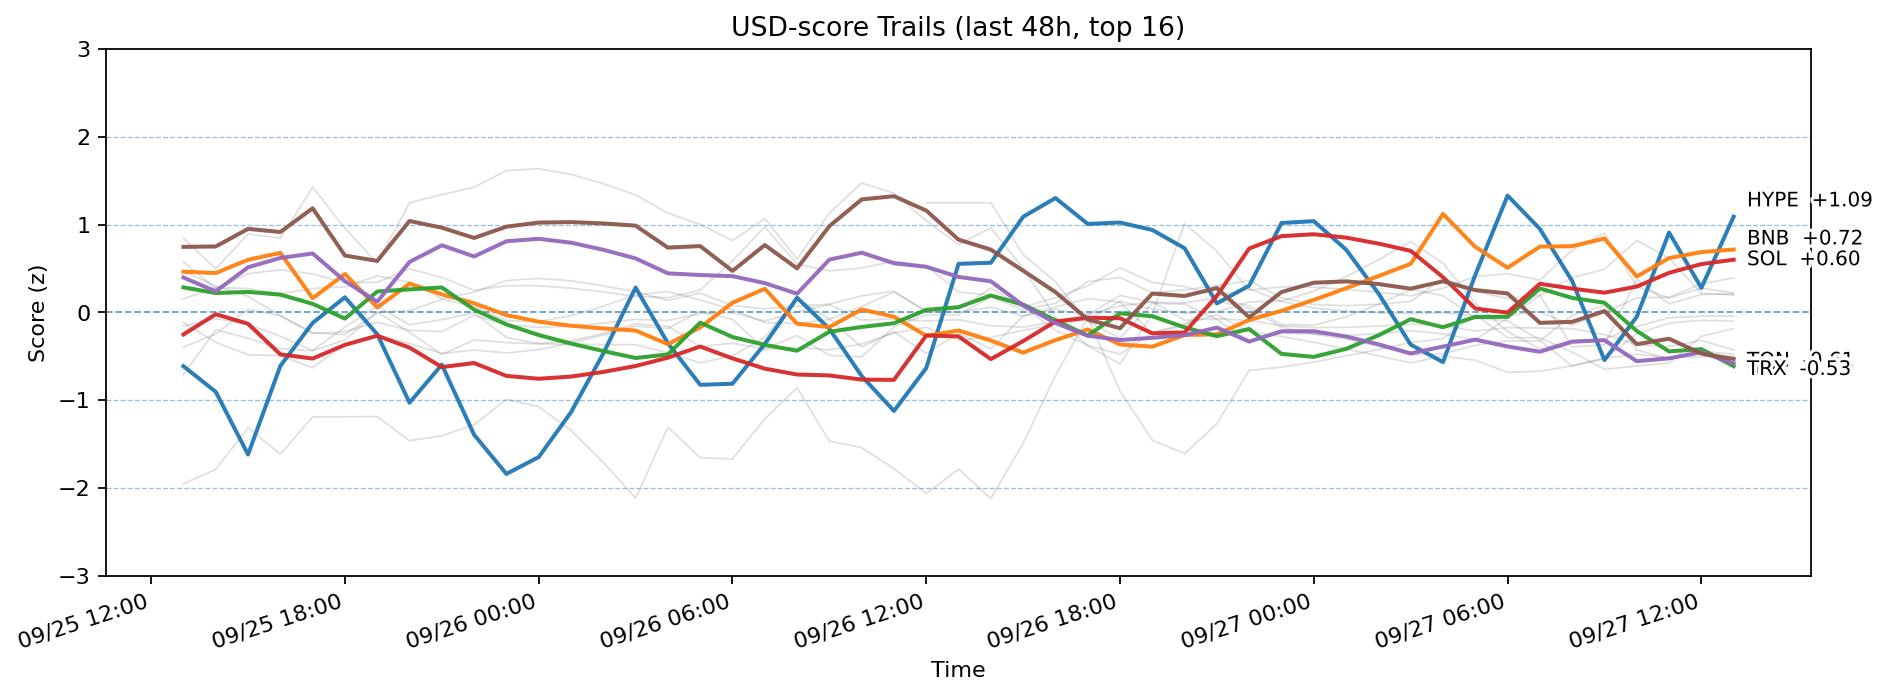 USD-score Trails (last 48h, top 16)
3
2
1
0
−1
−2
−3
Score (z)
HYPE +1.09
BNB +0.72
SOL +0.60
TRX -0.53
09/25 12:00
09/25 18:00
09/26 00:00
09/26 06:00
09/26 12:00
09/26 18:00
09/27 00:00
09/27 06:00
09/27 12:00
Time